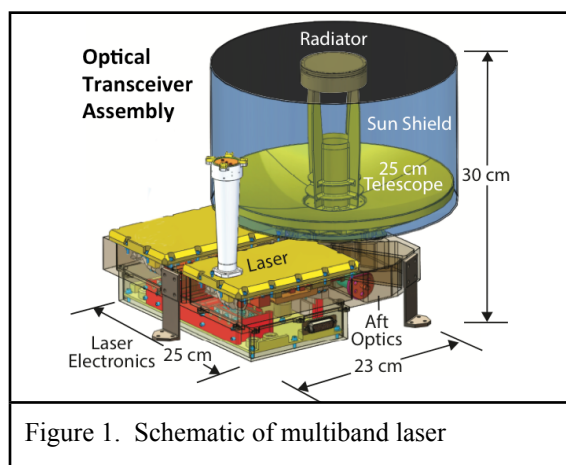 Optical
Transceiver
Assembly
Radiator
Sun Shield
25 cm
Telescope
30 cm
Laser
Laser
Electronics
25 cm
Aft
Optics
23 cm
Figure 1.  Schematic of multiband laser